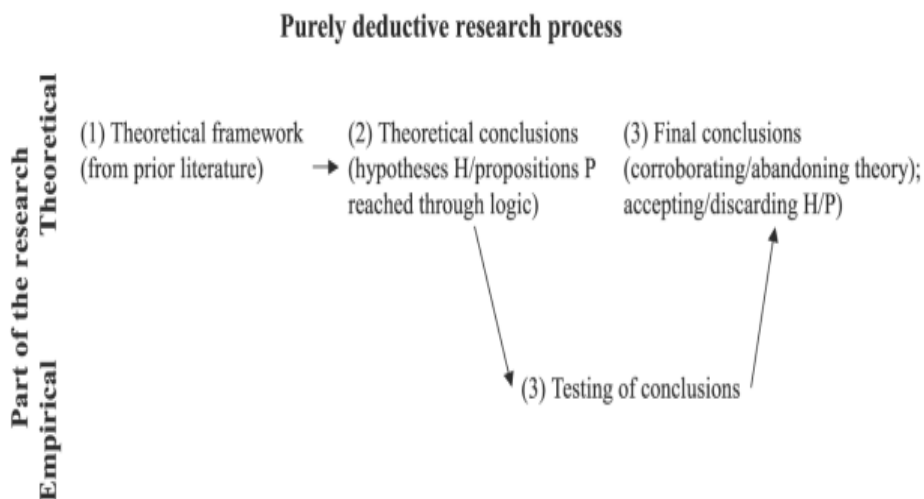 Purely deductive research process
Part of the research
Theoretical
Empirical
(1) Theoretical framework
(from prior literature)
(2) Theoretical conclusions
(hypotheses H/propositions P
reached through logic)
(3) Final conclusions
(corroborating/abandoning theory);
accepting/discarding H/P)
(3) Testing of conclusions